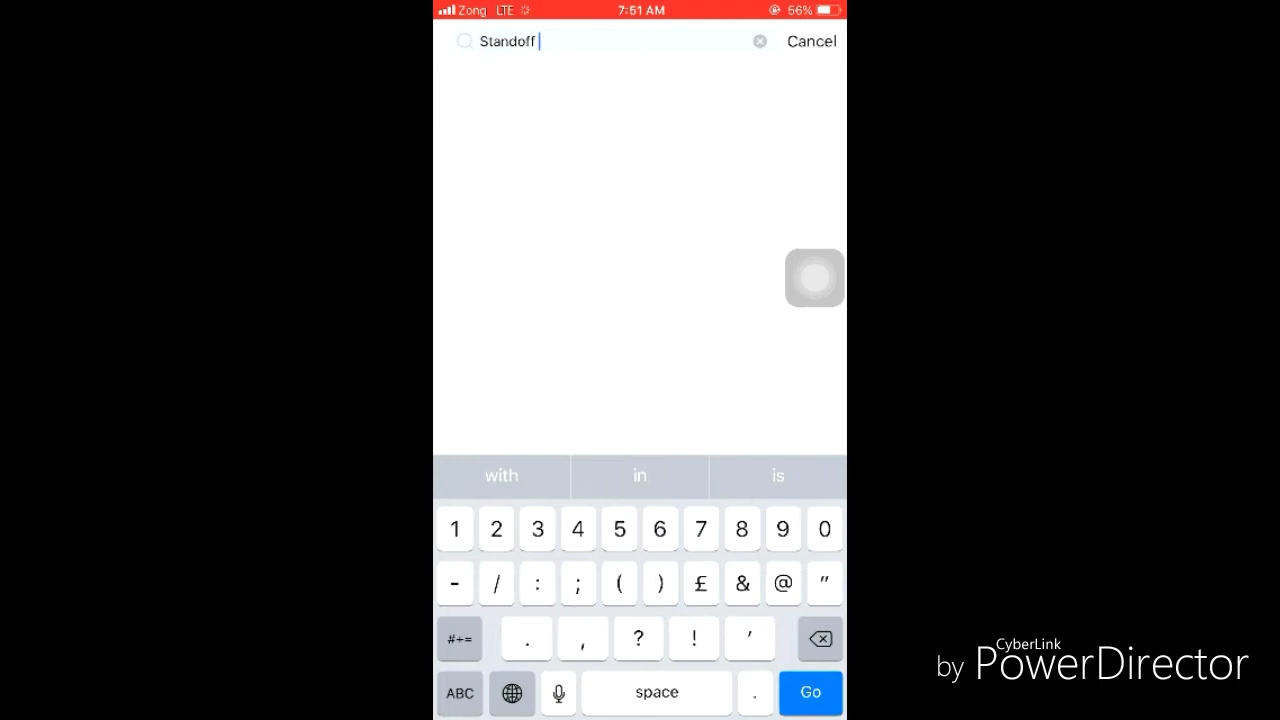 Zong LTE 7:51 AM 56%
Standoff Cancel
with in is
1 2 3 4 5 6 7 8 9 0
- / : ; ( ) £ & @ "
#+= . , ? ! '
ABC space . Go
CyberLink
by PowerDirector